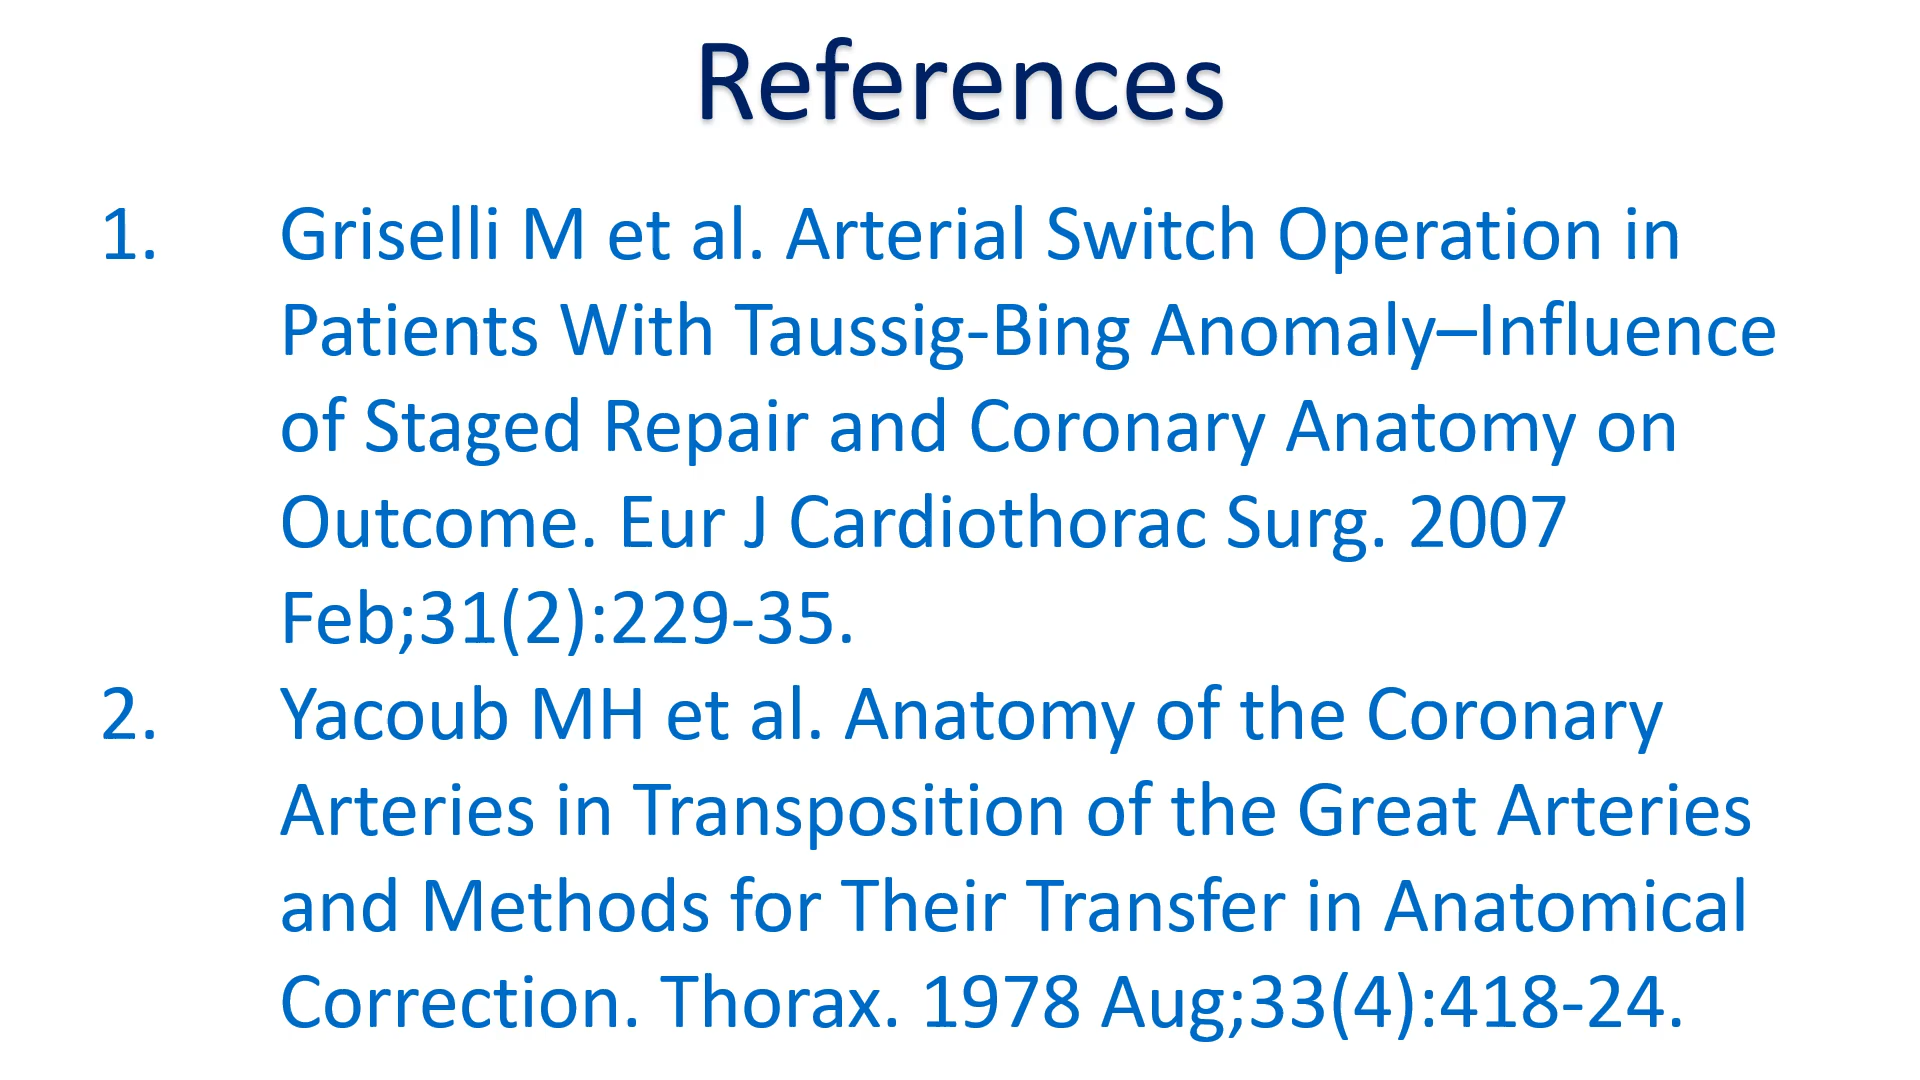 References
1. Griselli M et al. Arterial Switch Operation in
Patients With Taussig-Bing Anomaly–Influence
of Staged Repair and Coronary Anatomy on
Outcome. Eur J Cardiothorac Surg. 2007
Feb;31(2):229-35.
2. Yacoub MH et al. Anatomy of the Coronary
Arteries in Transposition of the Great Arteries
and Methods for Their Transfer in Anatomical
Correction. Thorax. 1978 Aug;33(4):418-24.